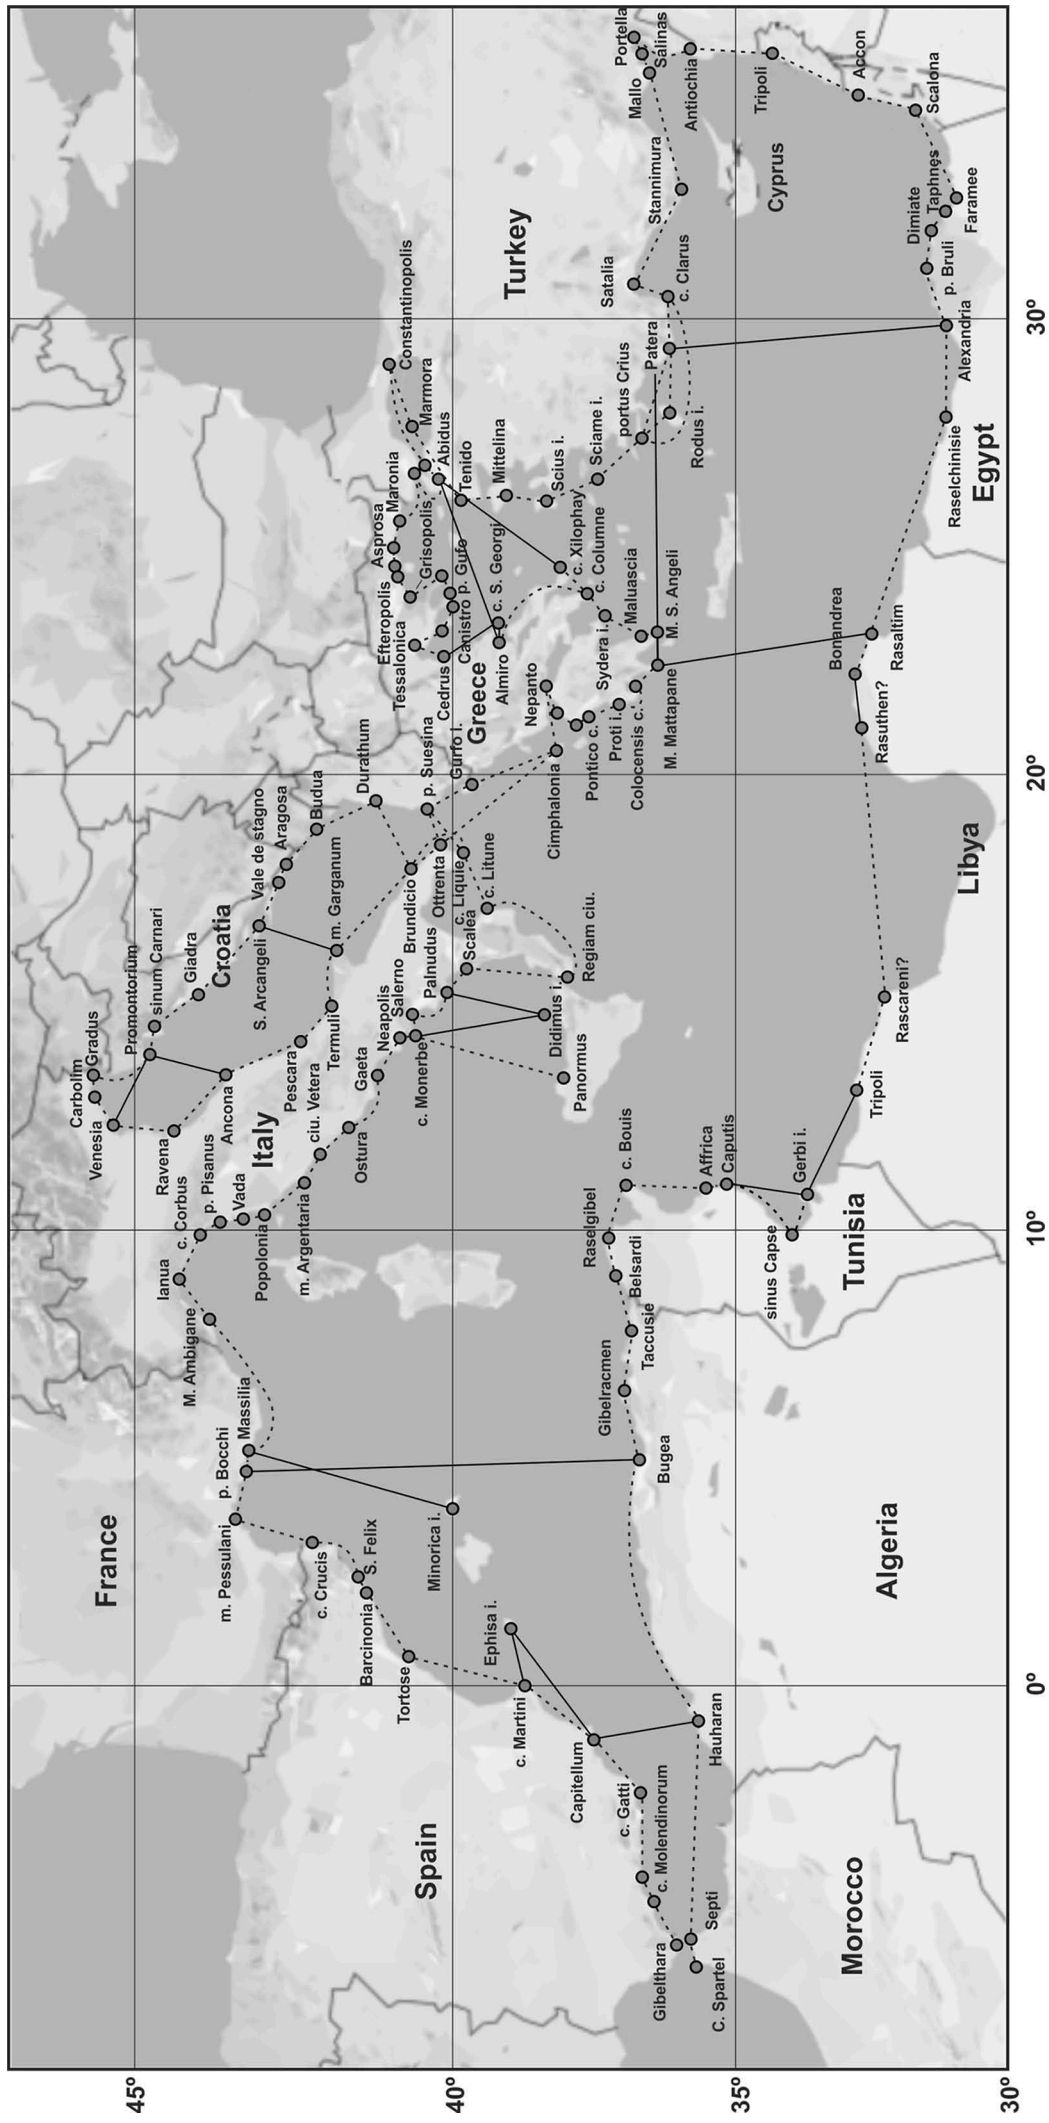 France
Spain
Italy
Croatia
Greece
Turkey
Cyprus
Egypt
Libya
Tunisia
Algeria
Morocco
45°
40°
35°
30°
0°
10°
20°
30°
C. Spartel
Septi
Gibelthara
c. Molendinorum
c. Gatti
Capitellum
Hauharan
c. Martini
Ephisa i.
Tortose
Barcinonia
S. Felix
c. Crucis
m. Pessulani
p. Bocchi
Massilia
Minorica i.
Bugea
Gibelracmen
Taccusie
Belsardi
Raselgibel
c. Bouis
Affrica
Caputis
sinus Capse
Gerbi i.
Tripoli
Rascareni?
Rasuthen?
Bonandrea
Rasaltim
Raselchinisie
Alexandria
p. Bruli
Dimiate
Taphnes
Faramee
Scalona
Accon
Tripoli
Antiochia
Salinas
Portella
Mallo
Stannimura
Satalia
c. Clarus
Patera
Rodus i.
portus Crius
Sciame i.
Scius i.
Mittelina
Tenido
Abidus
Marmora
Constantinopolis
Maronia
Asprosa
Grisopolis
Efteropolis
Tessalonica
p. Gufo
Canistro
Cedrus
c. S. Georgi
Almiro
c. Xilophay
c. Columne
Sydera i.
Maluascia
M. S. Angeli
M. Mattapane
Colocensis c.
Proti i.
Pontico c.
Nepanto
Cimphalonia
Gurfo i.
p. Suesina
Durathum
Budua
Aragosa
Vale de stagno
S. Arcangeli
Giadra
sinum Carnari
Promontorium
Gradus
Carbolim
Venesia
Ravena
Ancona
Pescara
Termuli
m. Garganum
Brundicio
Ottrenta
c. Liquie
c. Litune
Regiam ciu.
Scalea
Palnudus
Salerno
Neapolis
c. Monerbe
Didimus i.
Panormus
Gaeta
Ostura
ciu. Vetera
m. Argentaria
Popolonia
Vada
p. Pisanus
c. Corbus
Ianua
M. Ambigane